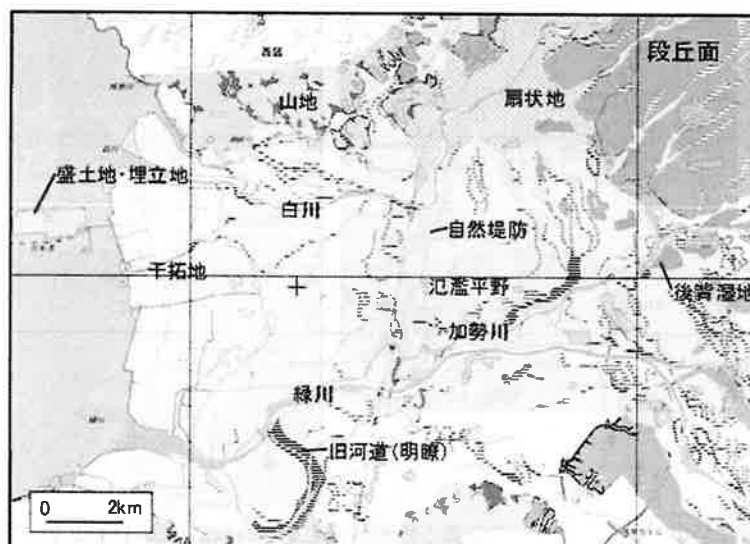 西区
段丘面
山地
扇状地
盛土地・埋立地
白川
自然堤防
干拓地
氾濫平野
後背湿地
加勢川
緑川
旧河道(明瞭)
0 2km